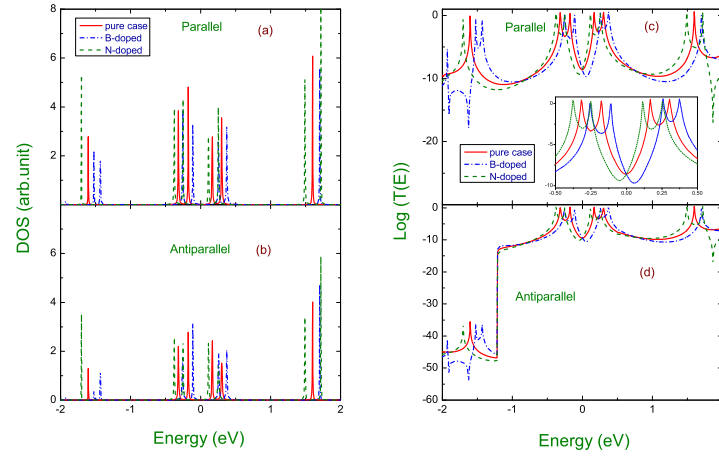 8
6
4
2
0
DOS (arb.unit)
pure case
B-doped
N-doped
Parallel
(a)
6
4
2
0
Antiparallel
(b)
-2
-1
0
1
2
Energy (eV)
0
-10
-20
Log (T(E))
Parallel
(c)
pure case
B-doped
N-doped
0
-5
-10
-0.50
-0.25
0.00
0.25
0.50
0
-10
-20
-30
-40
-50
-60
(d)
Antiparallel
-2
-1
0
1
Energy (eV)